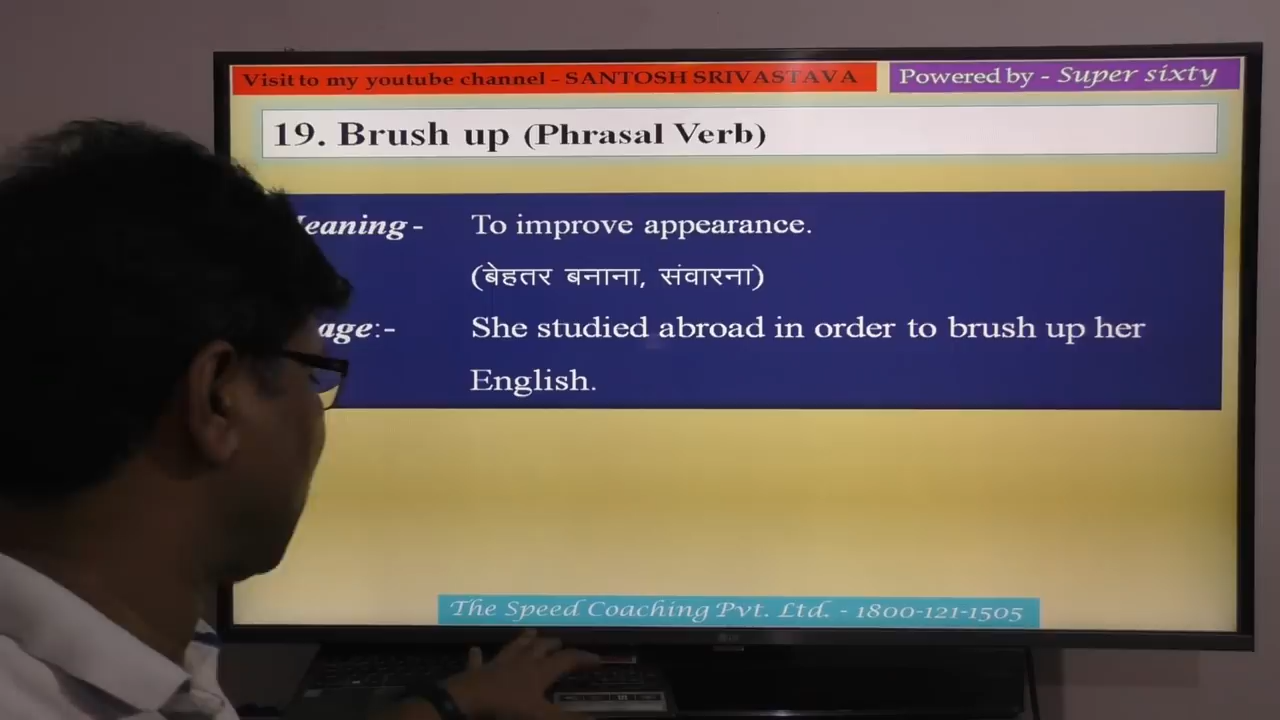 Visit to my youtube channel - SANTOSH SRIVASTAVA
Powered by - Super sixty
19. Brush up (Phrasal Verb)
To improve appearance.
(बेहतर बनाना, संवारना)
She studied abroad in order to brush up her
English.
The Speed Coaching Pvt. Ltd. - 1800-121-1505
LG